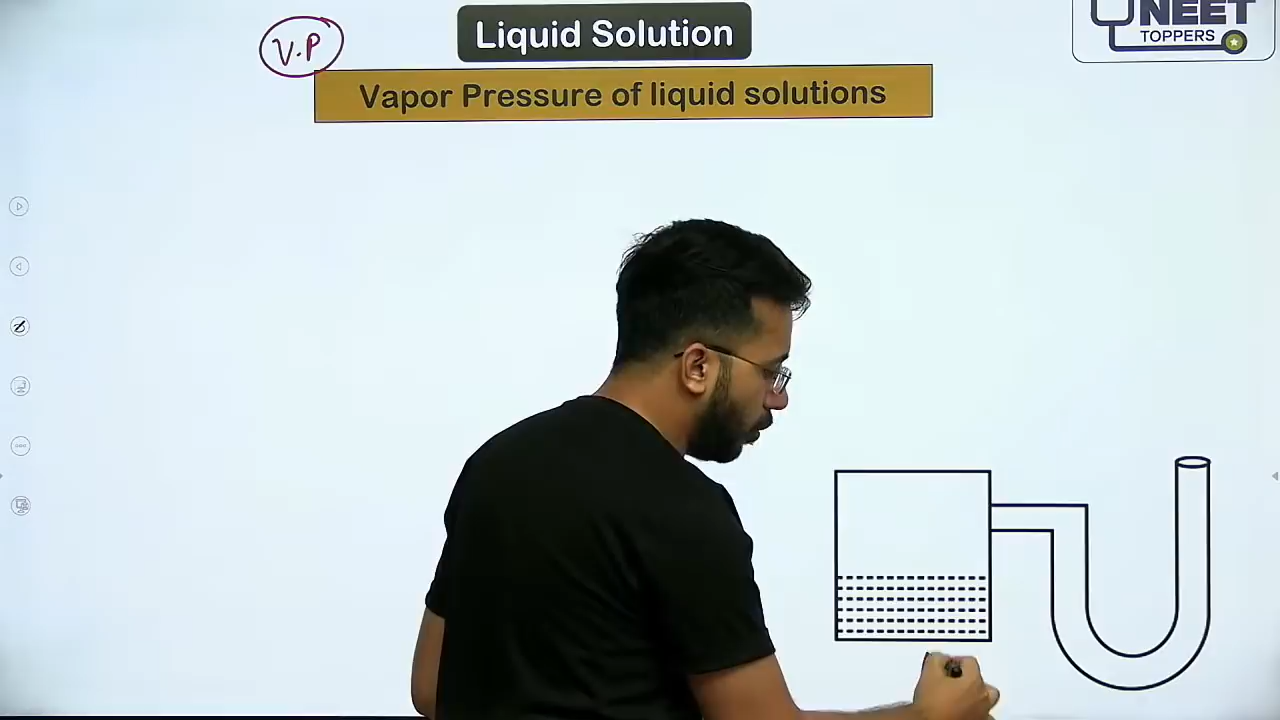 Liquid Solution
NEET
TOPPERS
V.P
Vapor Pressure of liquid solutions